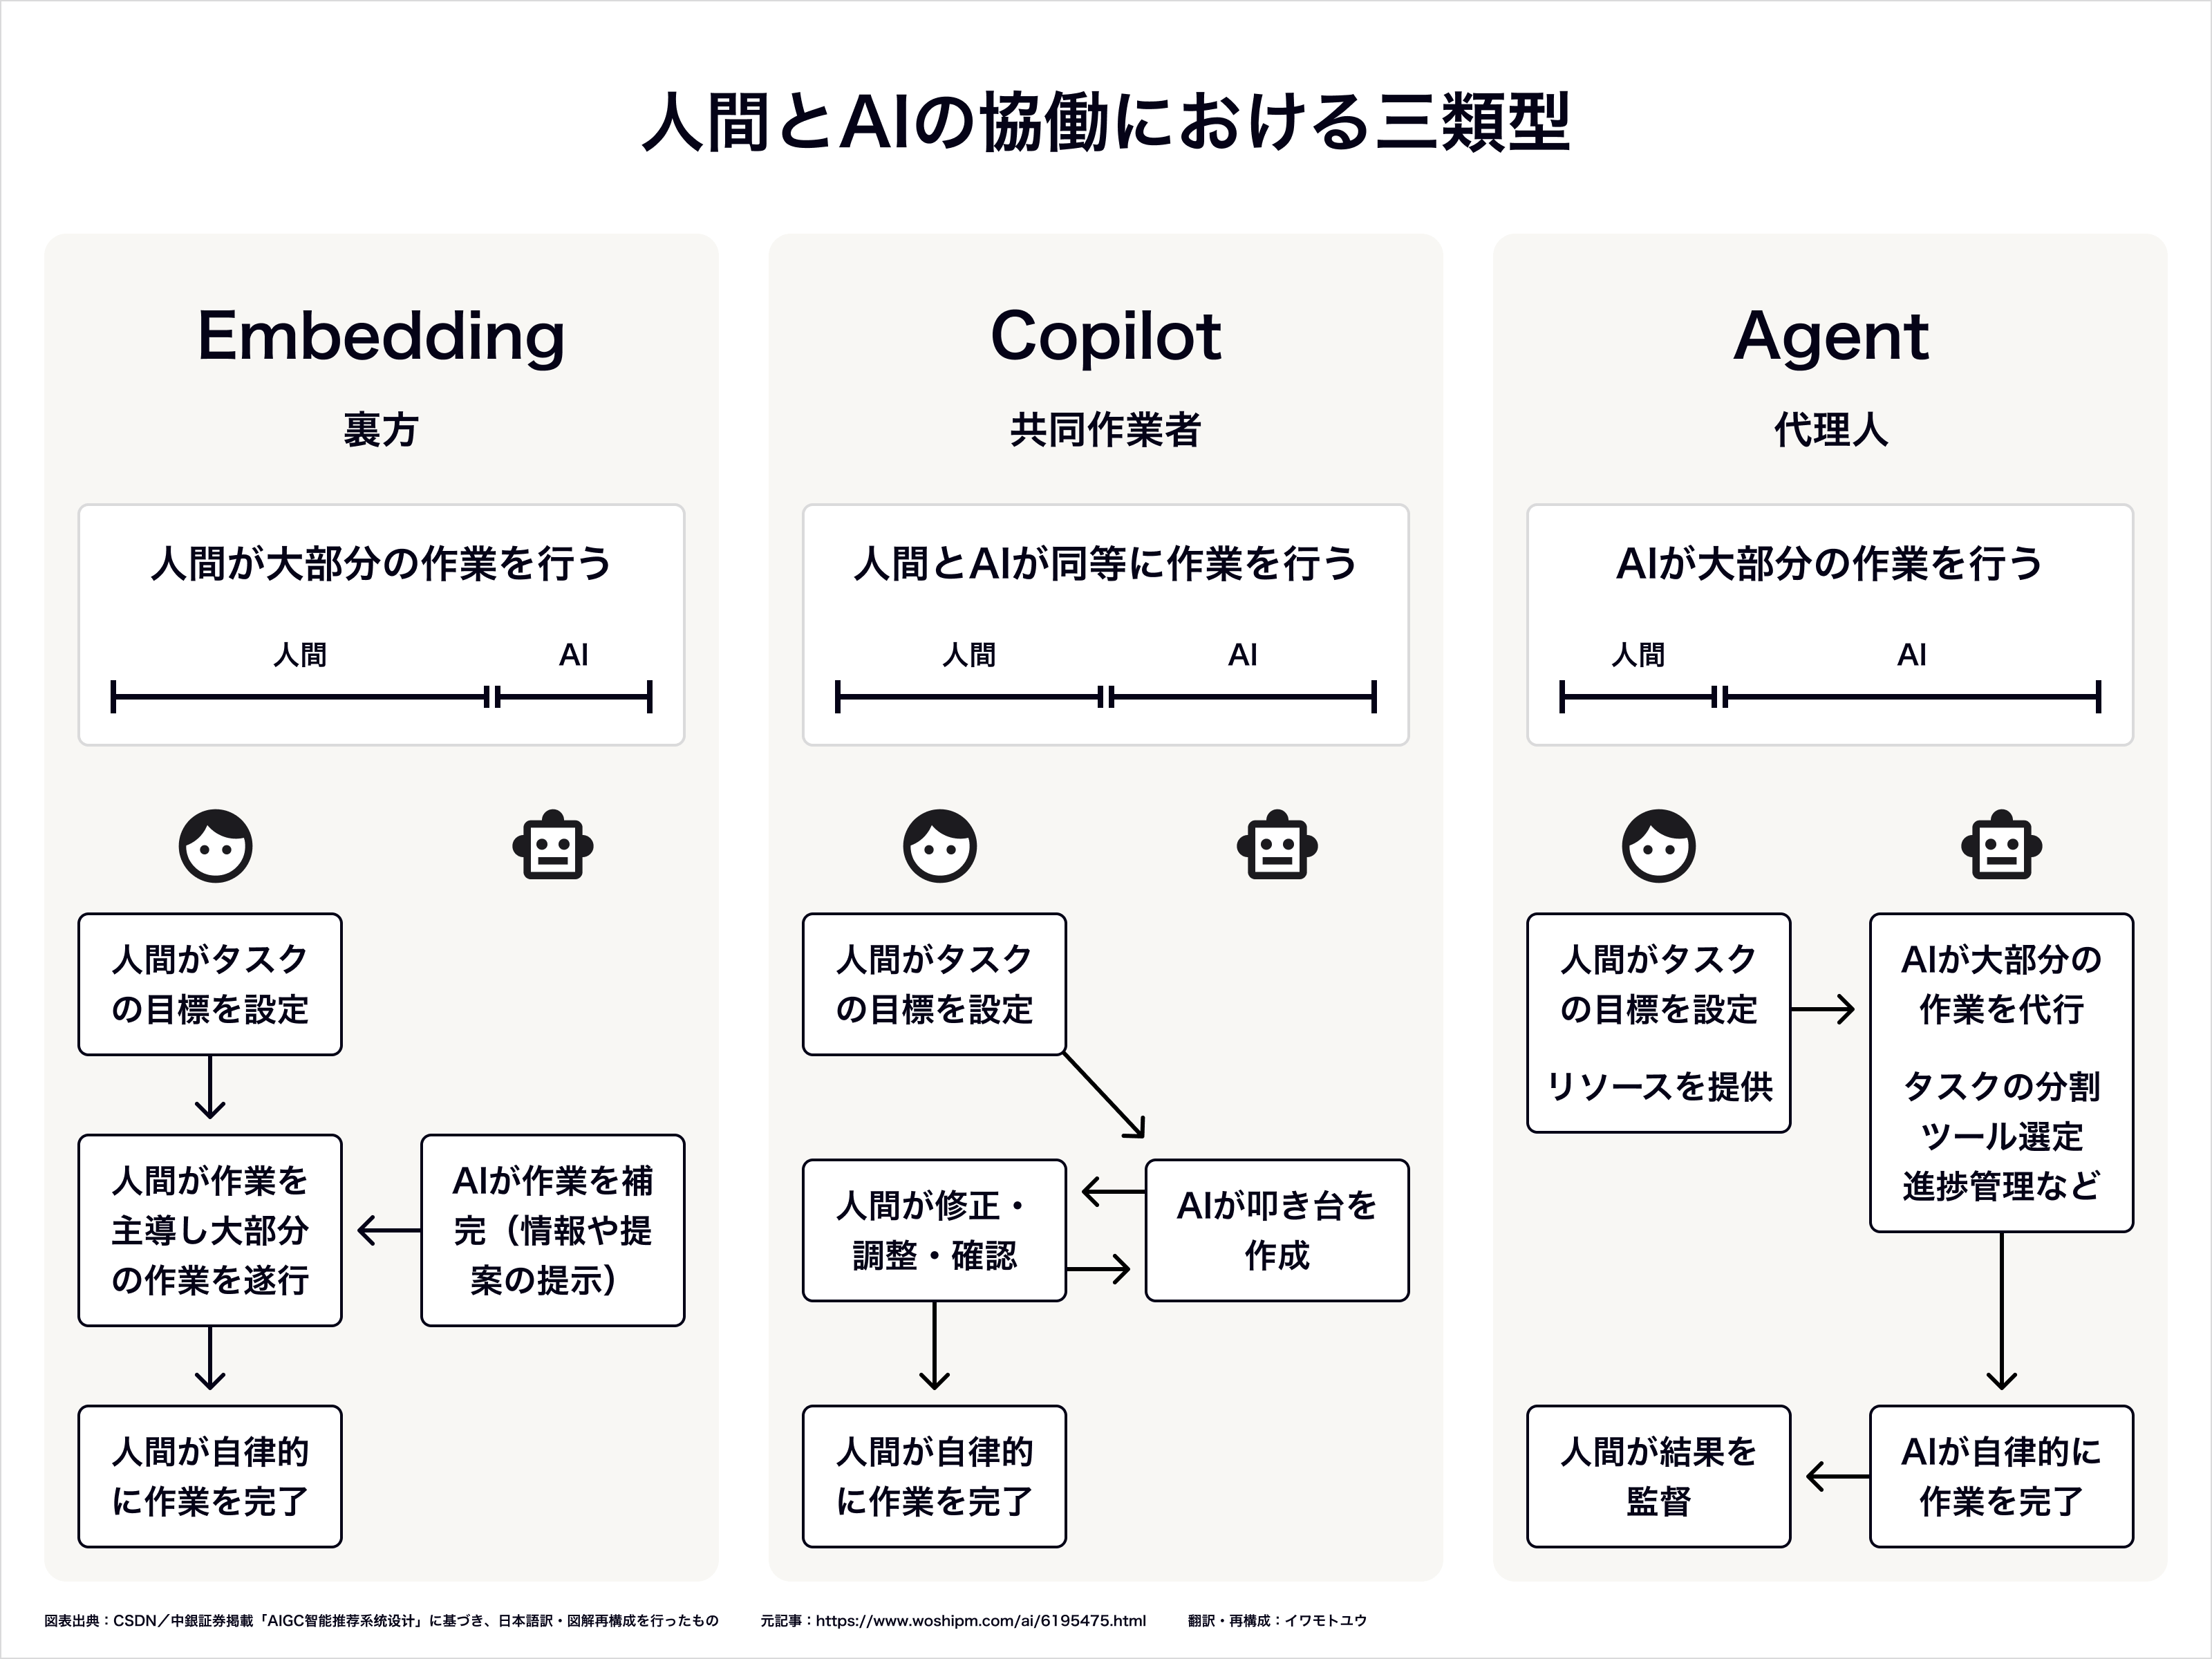 人間とAIの協働における三類型
Embedding
裏方
人間が大部分の作業を行う
人間
AI
人間がタスク
の目標を設定
人間が作業を
主導し大部分
の作業を遂行
AIが作業を補
完（情報や提
案の提示）
人間が自律的
に作業を完了
Copilot
共同作業者
人間とAIが同等に作業を行う
人間
AI
人間がタスク
の目標を設定
人間が修正・
調整・確認
AIが叩き台を
作成
人間が自律的
に作業を完了
Agent
代理人
AIが大部分の作業を行う
人間
AI
人間がタスク
の目標を設定
リソースを提供
AIが大部分の
作業を代行
タスクの分割
ツール選定
進捗管理など
人間が結果を
監督
AIが自律的に
作業を完了
図表出典：CSDN／中銀証券掲載「AIGC智能推荐系统设计」に基づき、日本語訳・図解再構成を行ったもの
元記事：https://www.woshipm.com/ai/6195475.html
翻訳・再構成：イワモトユウ